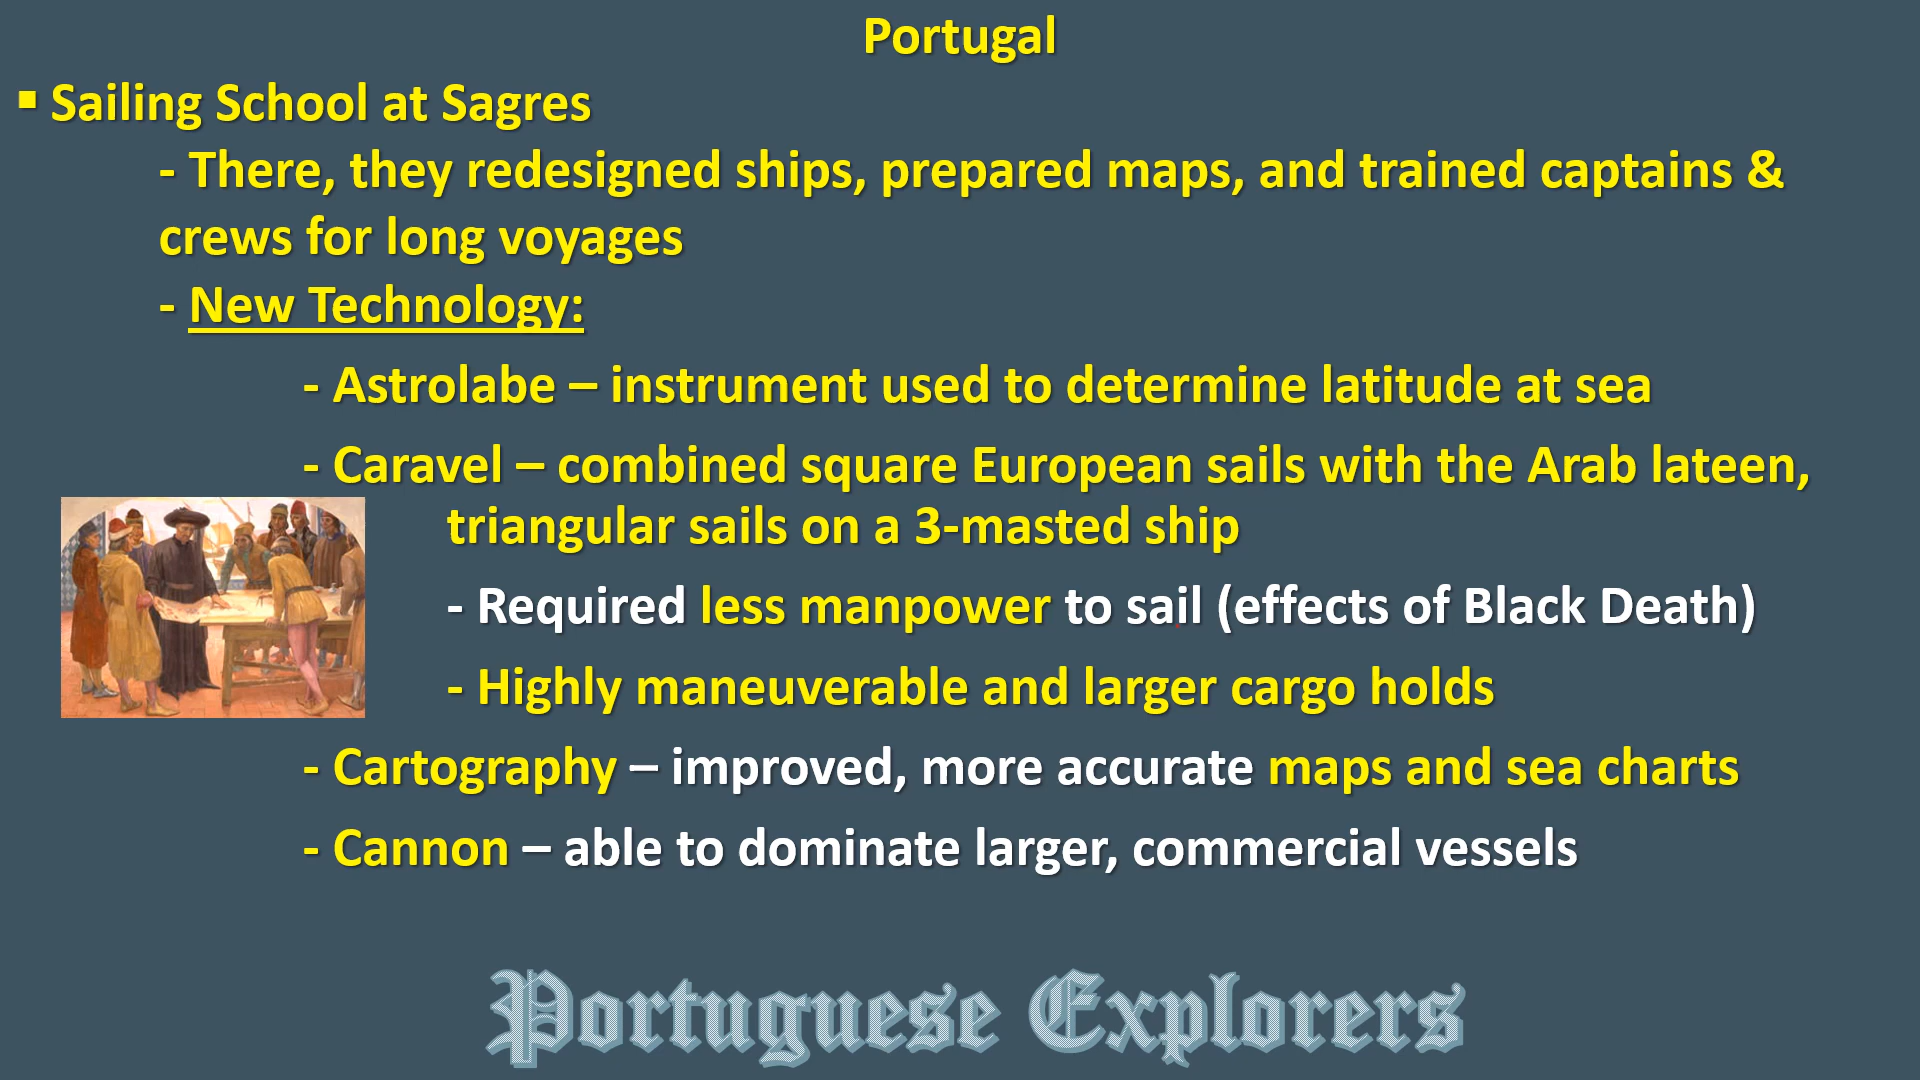 Portugal
▪ Sailing School at Sagres
- There, they redesigned ships, prepared maps, and trained captains &
crews for long voyages
- New Technology:
- Astrolabe – instrument used to determine latitude at sea
- Caravel – combined square European sails with the Arab lateen,
triangular sails on a 3-masted ship
- Required less manpower to sail (effects of Black Death)
- Highly maneuverable and larger cargo holds
- Cartography – improved, more accurate maps and sea charts
- Cannon – able to dominate larger, commercial vessels
Portuguese Explorers